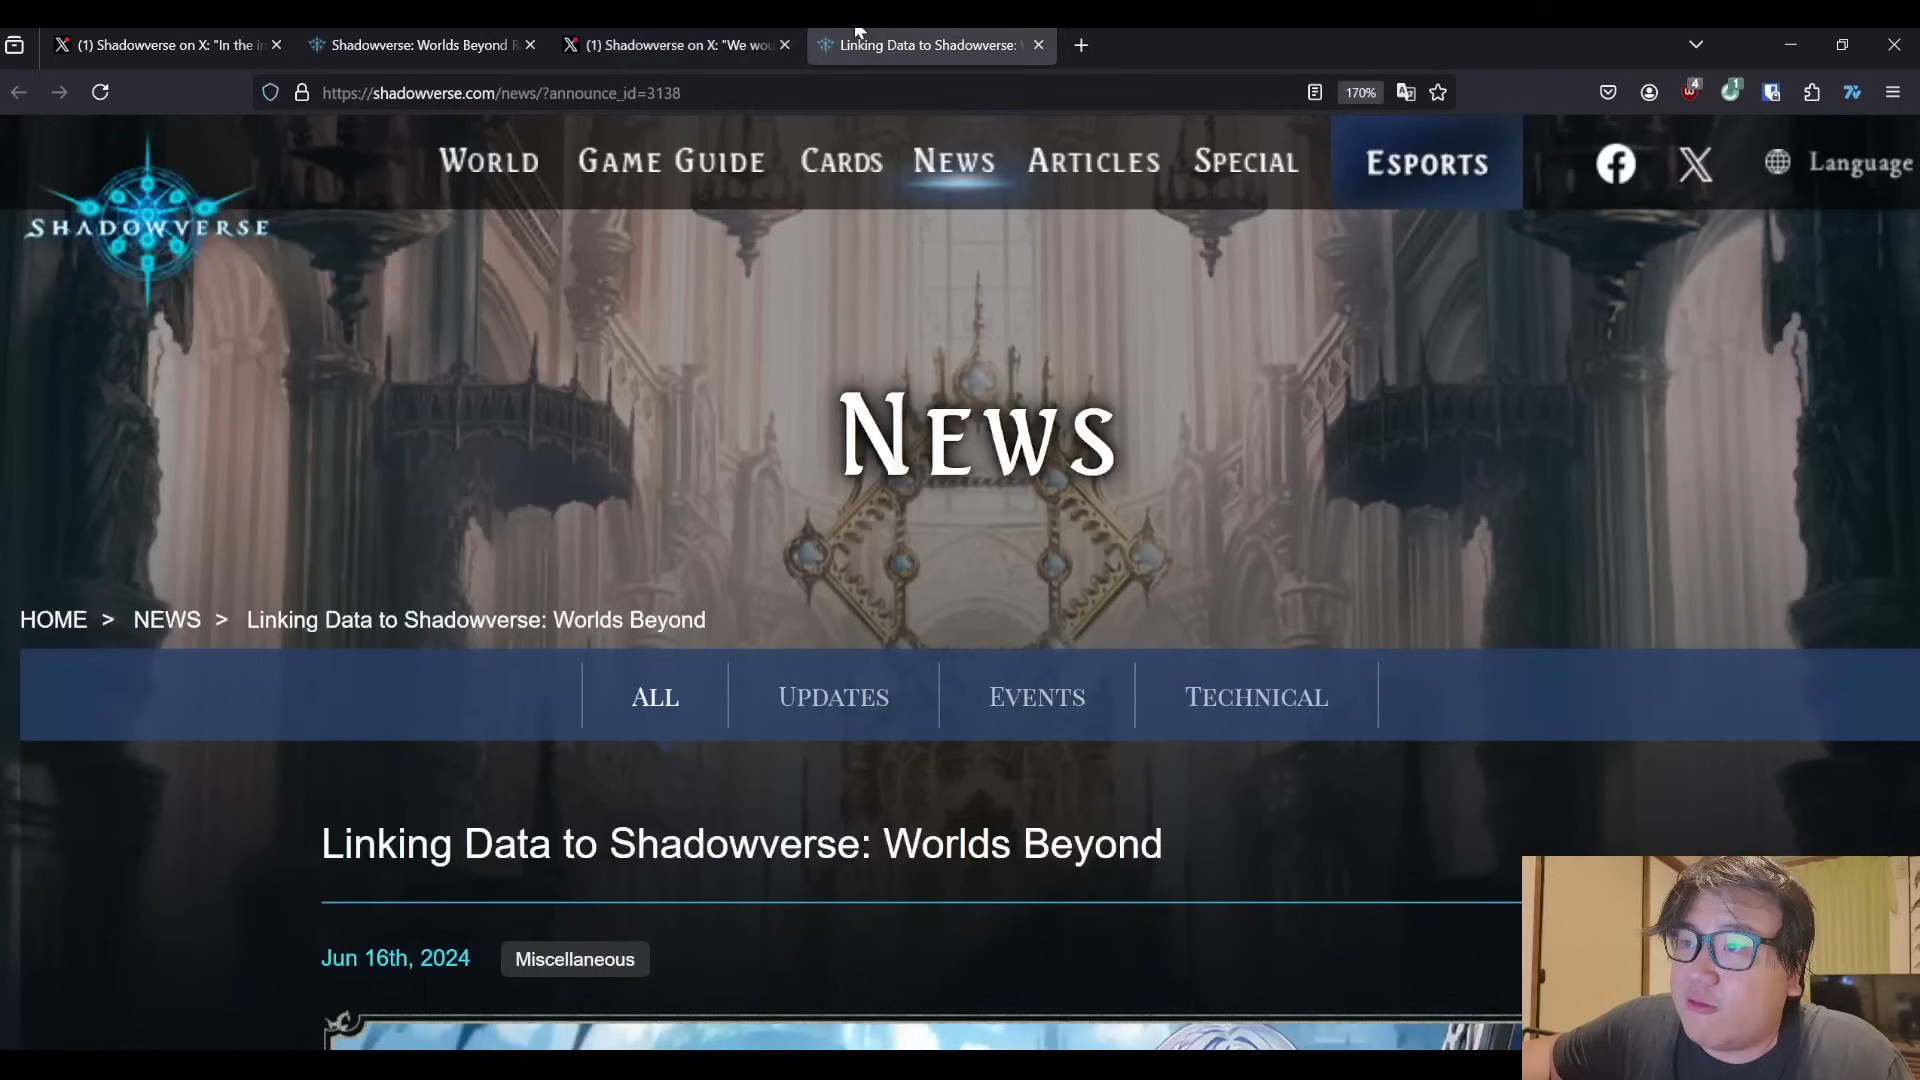 (1) Shadowverse on X: "In the i
Shadowverse: Worlds Beyond
(1) Shadowverse on X: "We wou
Linking Data to Shadowverse:
https://shadowverse.com/news/?announce_id=3138
170%
4
1
SHADOWVERSE
WORLD
GAME GUIDE
CARDS
NEWS
ARTICLES
SPECIAL
ESPORTS
Language
NEWS
HOME > NEWS > Linking Data to Shadowverse: Worlds Beyond
ALL
UPDATES
EVENTS
TECHNICAL
Linking Data to Shadowverse: Worlds Beyond
Jun 16th, 2024
Miscellaneous